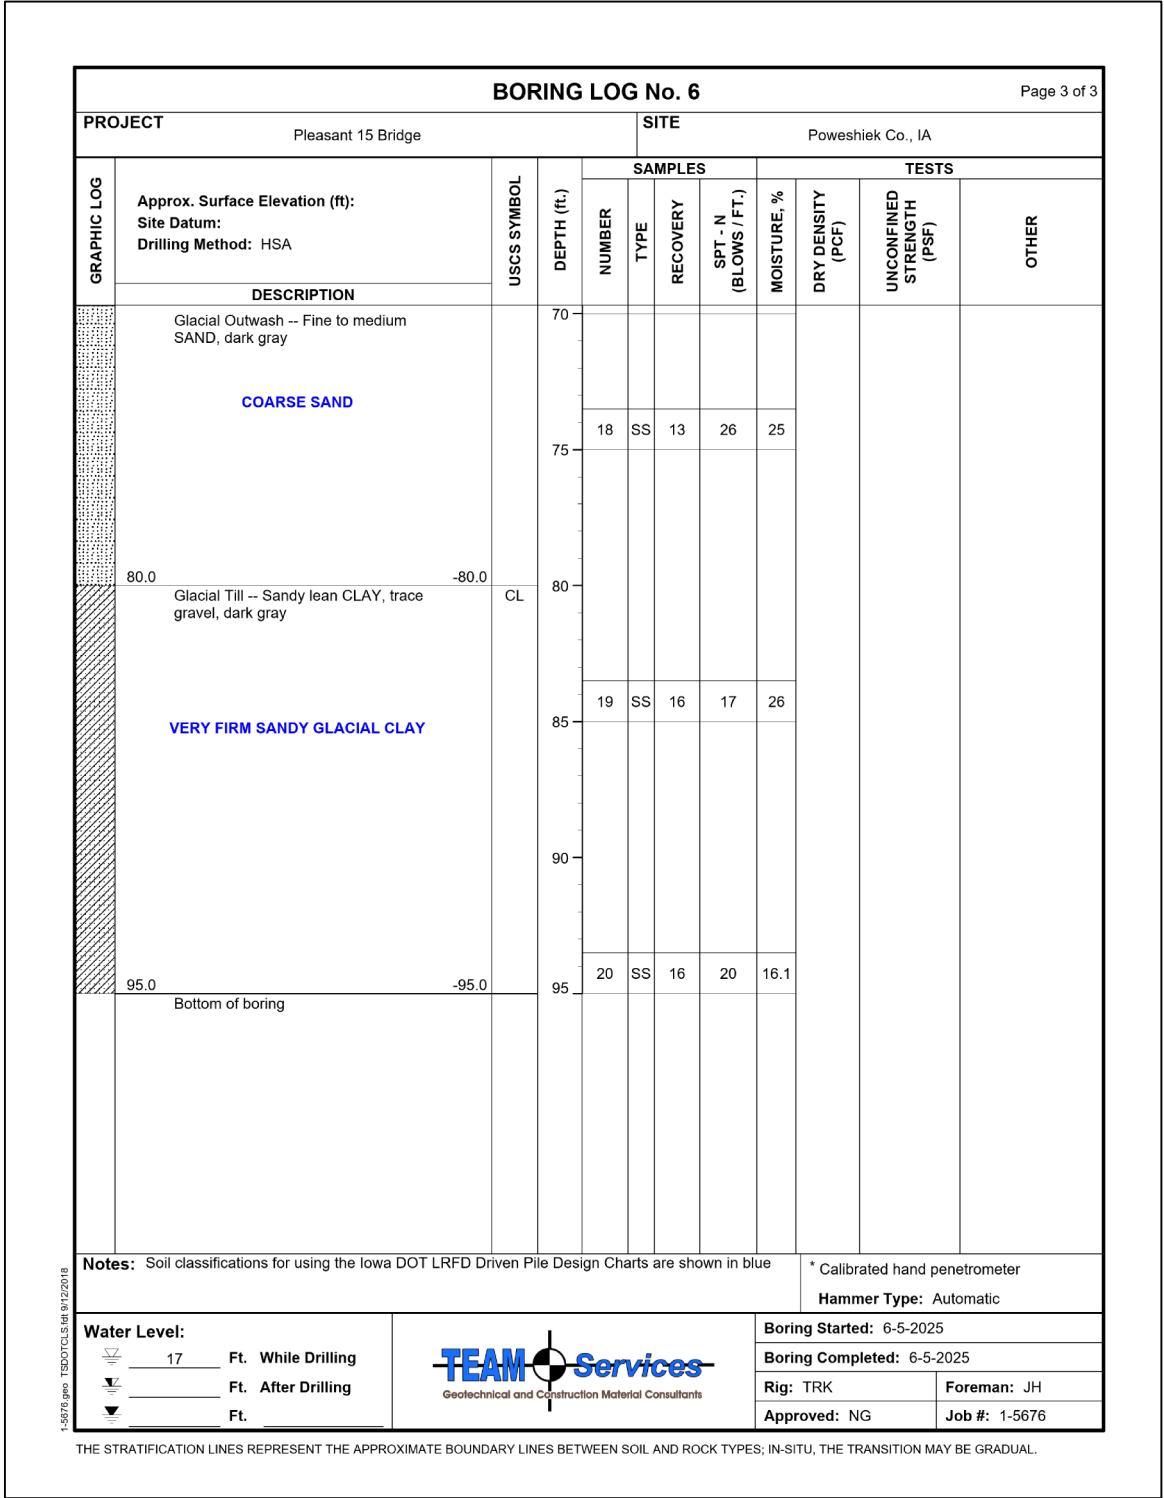 BORING LOG No. 6
Page 3 of 3
PROJECT
Pleasant 15 Bridge
SITE
Poweshiek Co., IA
GRAPHIC LOG
Approx. Surface Elevation (ft):
Site Datum:
Drilling Method: HSA
DESCRIPTION
USCS SYMBOL
DEPTH (ft.)
SAMPLES
TESTS
NUMBER
TYPE
RECOVERY
SPT - N
(BLOWS / FT.)
MOISTURE, %
DRY DENSITY
(PCF)
UNCONFINED
STRENGTH
(PSF)
OTHER
70
Glacial Outwash -- Fine to medium
SAND, dark gray
COARSE SAND
18 SS 13 26 25
75
80.0 -80.0
80
Glacial Till -- Sandy lean CLAY, trace
gravel, dark gray
CL
19 SS 16 17 26
85
VERY FIRM SANDY GLACIAL CLAY
90
20 SS 16 20 16.1
95.0 -95.0
95
Bottom of boring
Notes: Soil classifications for using the Iowa DOT LRFD Driven Pile Design Charts are shown in blue
* Calibrated hand penetrometer
Hammer Type: Automatic
Water Level:
17 Ft. While Drilling
Ft. After Drilling
Ft.
TEAM Services
Geotechnical and Construction Material Consultants
Boring Started: 6-5-2025
Boring Completed: 6-5-2025
Rig: TRK
Foreman: JH
Approved: NG
Job #: 1-5676
1-5676.geo TSDOTCLS.fdt 9/12/2018
THE STRATIFICATION LINES REPRESENT THE APPROXIMATE BOUNDARY LINES BETWEEN SOIL AND ROCK TYPES; IN-SITU, THE TRANSITION MAY BE GRADUAL.